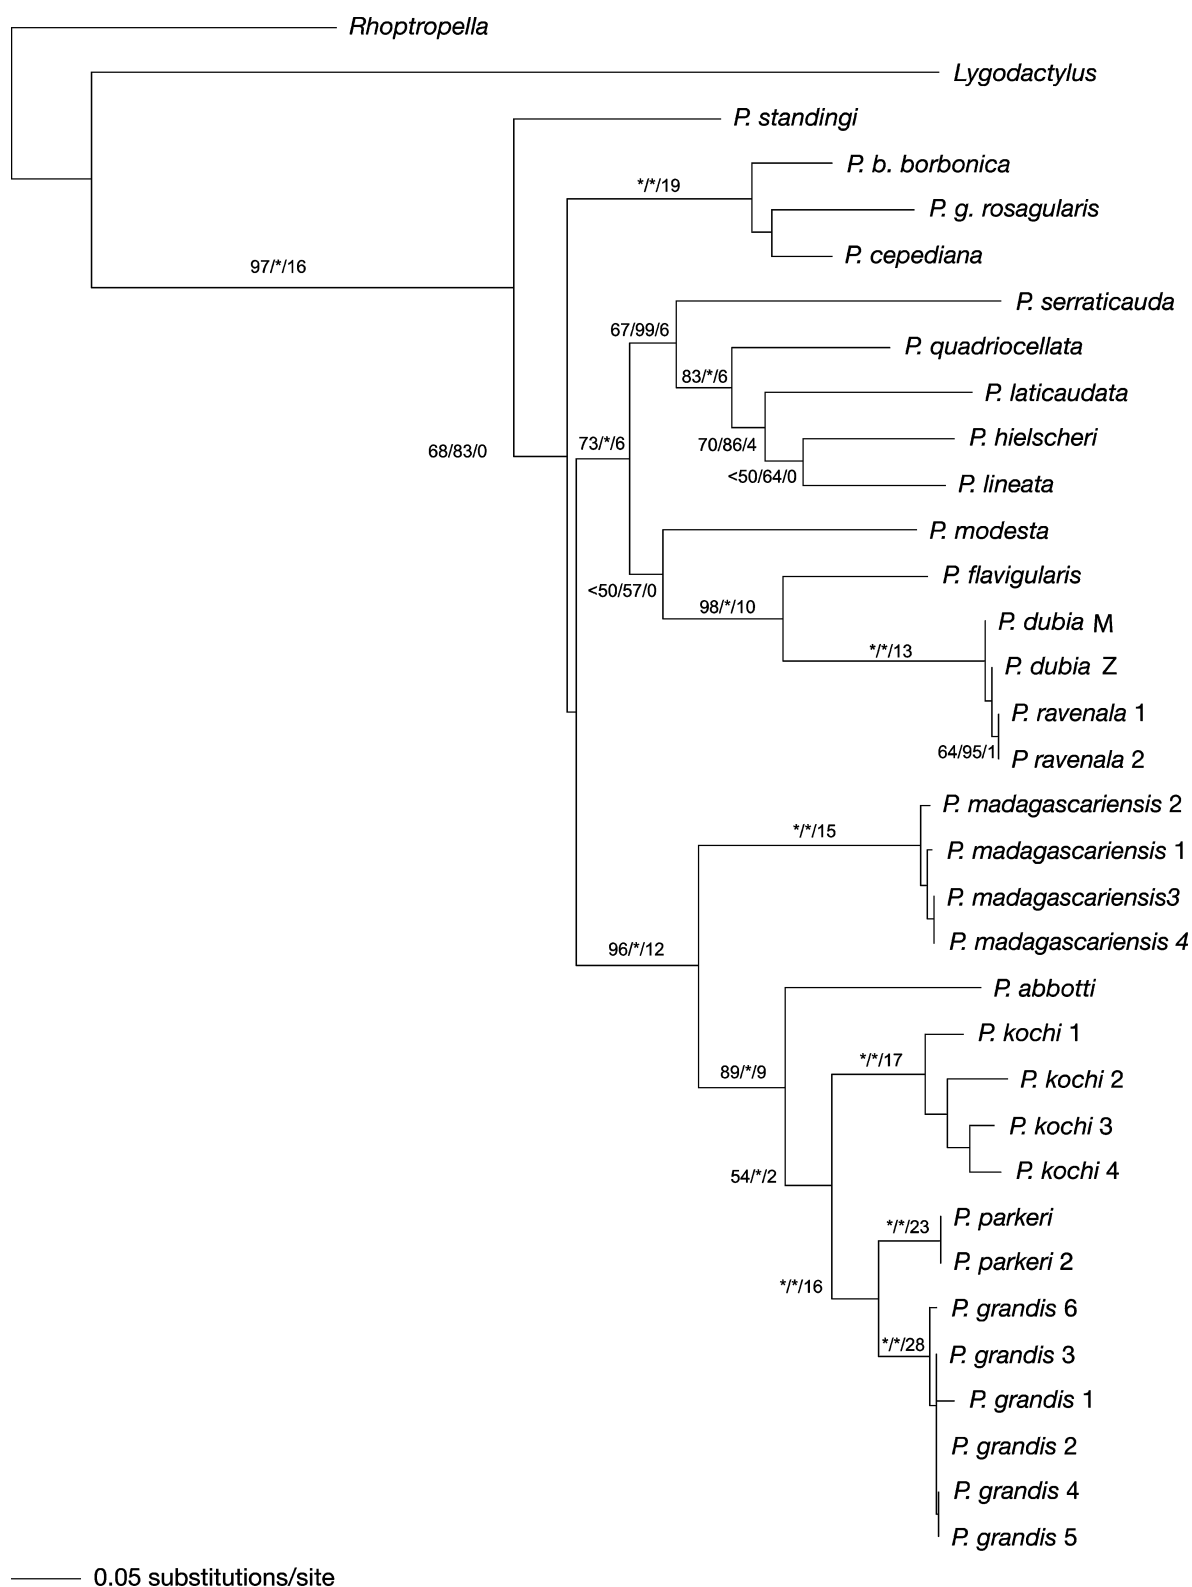 Rhoptropella
Lygodactylus
P. standingi
P. b. borbonica
*/*/19
P. g. rosagularis
P. cepediana
97/*/16
P. serraticauda
67/99/6
P. quadriocellata
83/*/6
P. laticaudata
P. hielscheri
73/*/6
70/86/4
68/83/0
<50/64/0
P. lineata
P. modesta
P. flavigularis
<50/57/0
98/*/10
P. dubia M
*/*/13
P. dubia Z
P. ravenala 1
64/95/1
P ravenala 2
P. madagascariensis 2
*/*/15
P. madagascariensis 1
P. madagascariensis3
P. madagascariensis 4
96/*/12
P. abbotti
P. kochi 1
*/*/17
89/*/9
P. kochi 2
P. kochi 3
P. kochi 4
54/*/2
P. parkeri
*/*/23
P. parkeri 2
*/*/16
P. grandis 6
*/*/28
P. grandis 3
P. grandis 1
P. grandis 2
P. grandis 4
P. grandis 5
0.05 substitutions/site